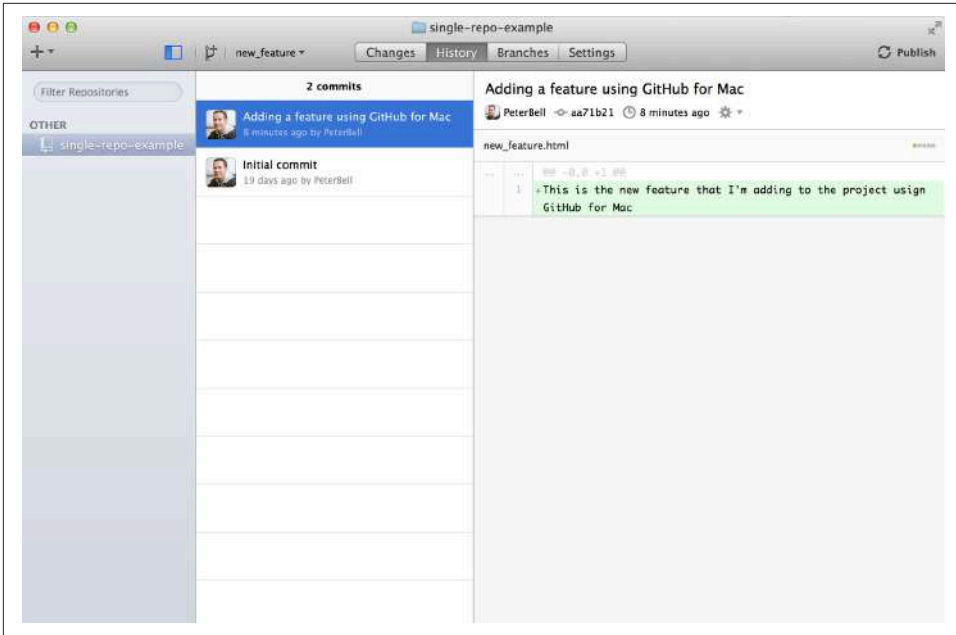 single-repo-example
new_feature
Changes
History
Branches
Settings
Publish
Filter Repositories
OTHER
single-repo-example
2 commits
Adding a feature using GitHub for Mac
8 minutes ago by PeterBell
Initial commit
19 days ago by PeterBell
Adding a feature using GitHub for Mac
PeterBell aa71b21 8 minutes ago
new_feature.html
... ... @@ -0,0 +1 @@
1 +This is the new feature that I'm adding to the project usign
GitHub for Mac